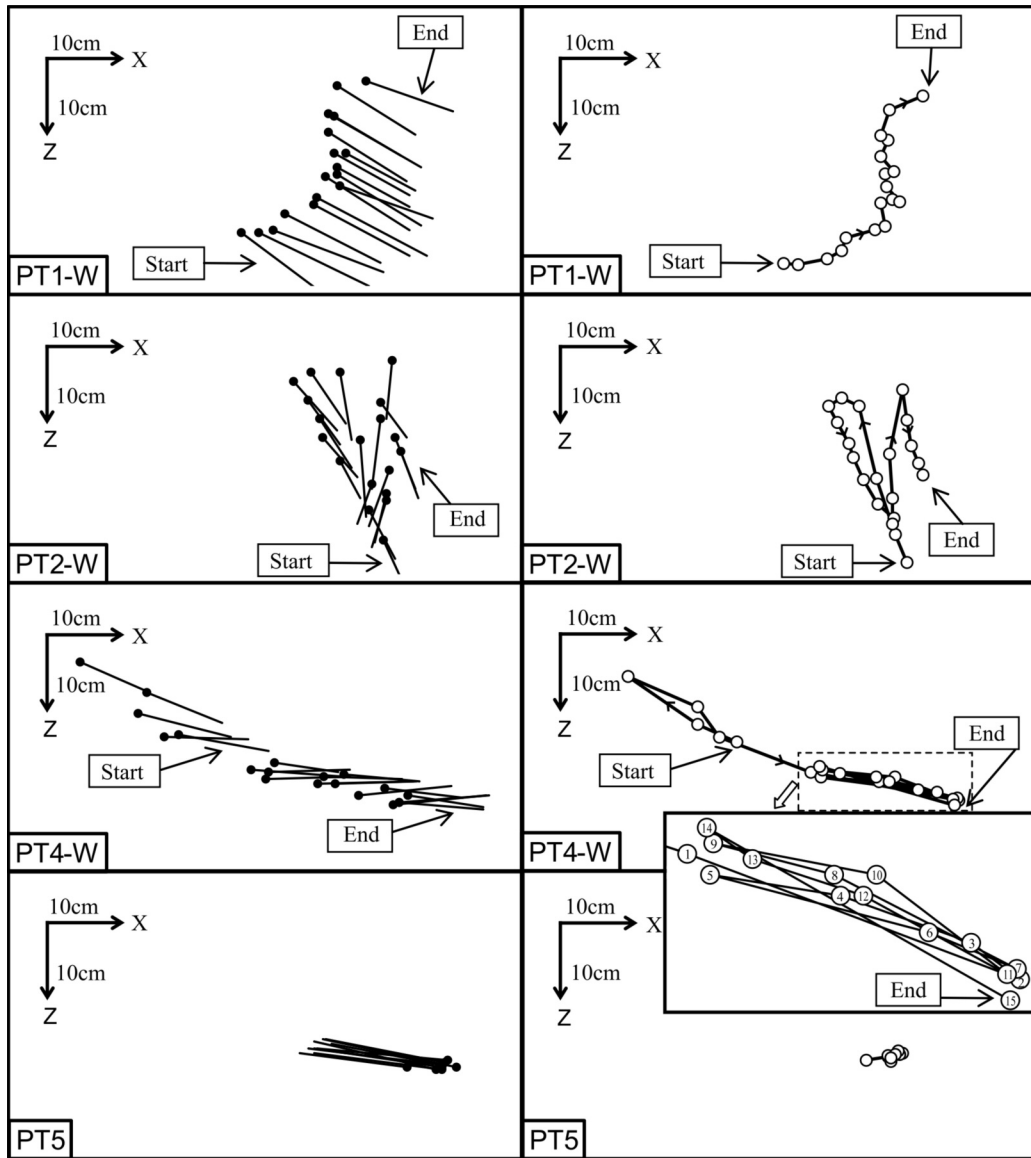 10cm
X
10cm
Z
End
Start
PT1-W
10cm
X
10cm
Z
End
Start
PT1-W
10cm
X
10cm
Z
End
Start
PT2-W
10cm
X
10cm
Z
End
Start
PT2-W
10cm
X
10cm
Z
Start
End
PT4-W
10cm
X
10cm
Z
Start
End
PT4-W
14
9
1
13
5
8
10
4
12
6
3
7
11
2
15
End
10cm
X
10cm
Z
PT5
10cm
X
10cm
Z
PT5